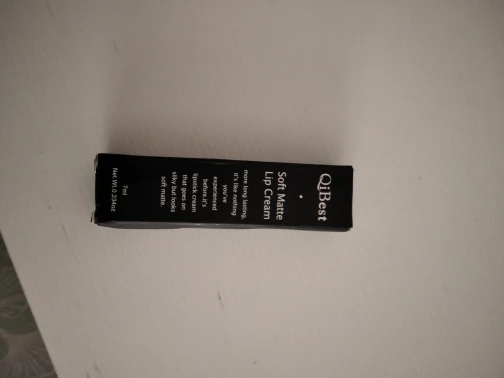 QiBest
Soft Matte
Lip Cream
more long lasting,
it's like nothing
you've
experienced
before,it's
lipstick cream
that goes on
silky but looks
soft matte.
7ml
Net.Wt.0.234oz